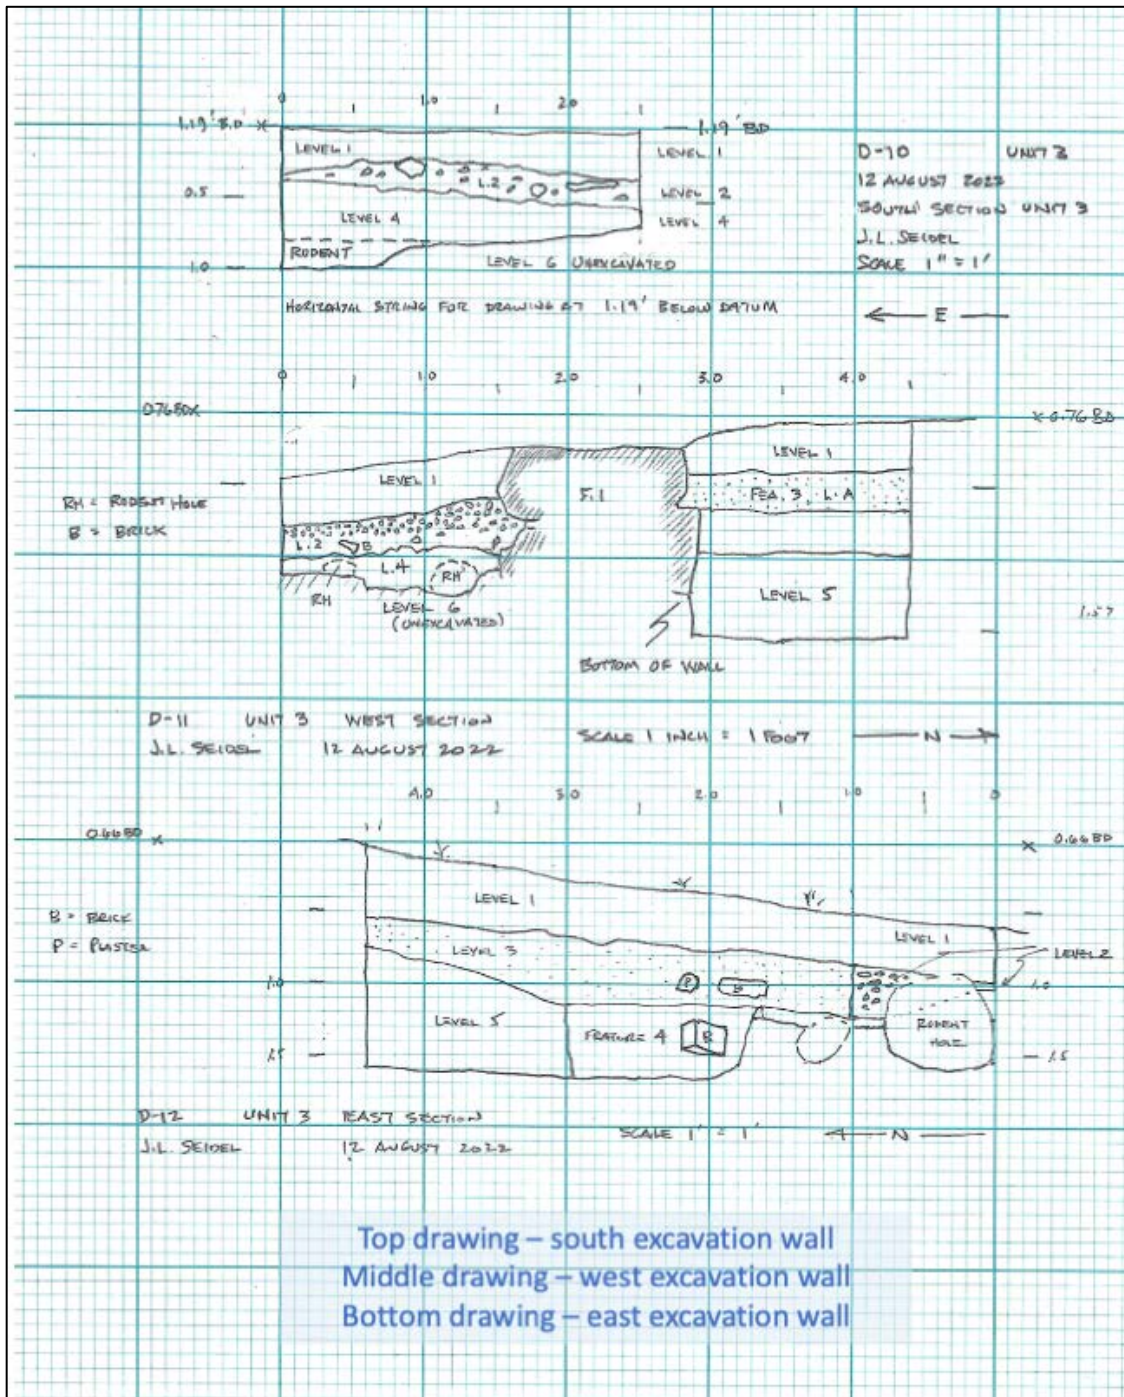 0 1.0 2.0
1.19' B.D. X — 1.19' BD
LEVEL 1 LEVEL 1
L.2 LEVEL 2
0.5
LEVEL 4 LEVEL 4
RODENT
1.0 LEVEL 6 UNEXCAVATED
D-10 UNIT 3
12 AUGUST 2022
SOUTH SECTION UNIT 3
J.L. SEIDEL
SCALE 1" = 1'
HORIZONTAL STRING FOR DRAWING AT 1.19' BELOW DATUM
E
0 1.0 2.0 3.0 4.0
0.76BDX X 0.76 BD
LEVEL 1 LEVEL 1
RH = RODENT HOLE
B = BRICK
F.1
FEA. 3, L.A
L.2 B
L.4 RH
RH
LEVEL 6
(UNEXCAVATED)
LEVEL 5
1.57
BOTTOM OF WALL
D-11 UNIT 3 WEST SECTION
J.L. SEIDEL 12 AUGUST 2022
SCALE 1 INCH = 1 FOOT
N
4.0 3.0 2.0 1.0 0
0.66BD X X 0.66BD
LEVEL 1
B = BRICK
P = PLASTER
LEVEL 1
LEVEL 3
LEVEL 2
1.0 P B 1.0
LEVEL 5
FEATURE 4 B
RODENT
HOLE
1.5 1.5
D-12 UNIT 3 EAST SECTION
J.L. SEIDEL 12 AUGUST 2022
SCALE 1' = 1'
N
Top drawing – south excavation wall
Middle drawing – west excavation wall
Bottom drawing – east excavation wall